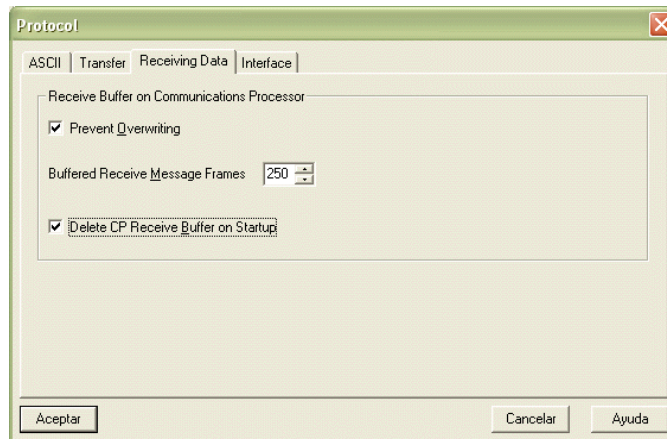 Protocol
ASCII Transfer Receiving Data Interface
Receive Buffer on Communications Processor
Prevent Overwriting
Buffered Receive Message Frames 250
Delete CP Receive Buffer on Startup
Aceptar Cancelar Ayuda